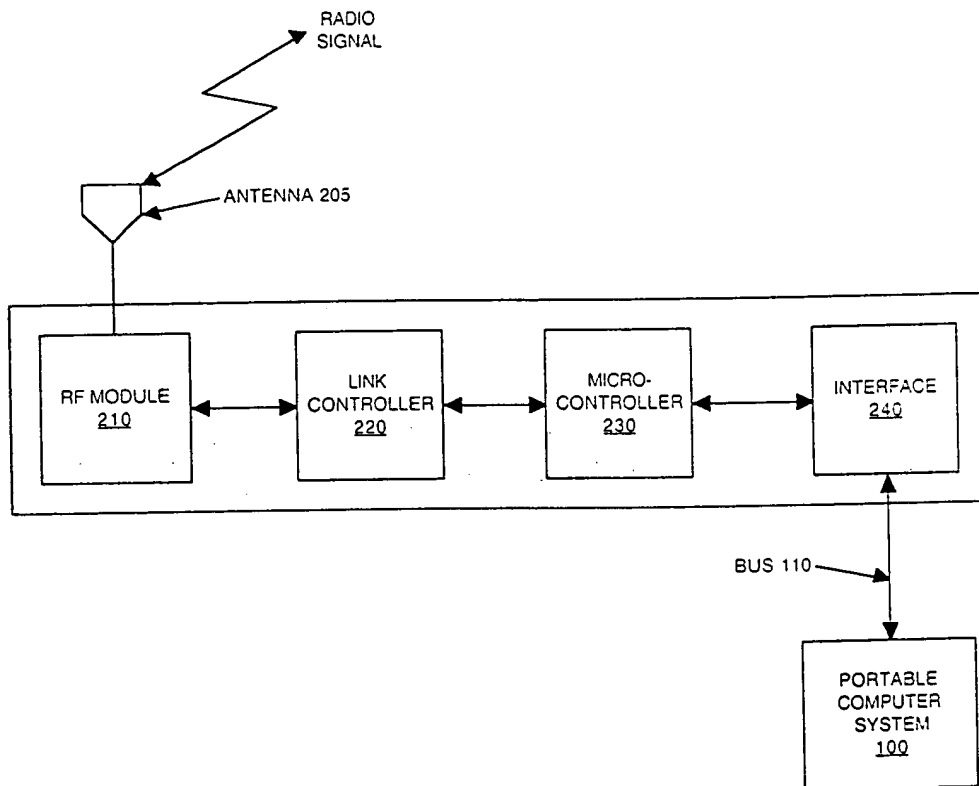 RADIO
SIGNAL
ANTENNA 205
RF MODULE
210
LINK
CONTROLLER
220
MICRO-
CONTROLLER
230
INTERFACE
240
BUS 110
PORTABLE
COMPUTER
SYSTEM
100